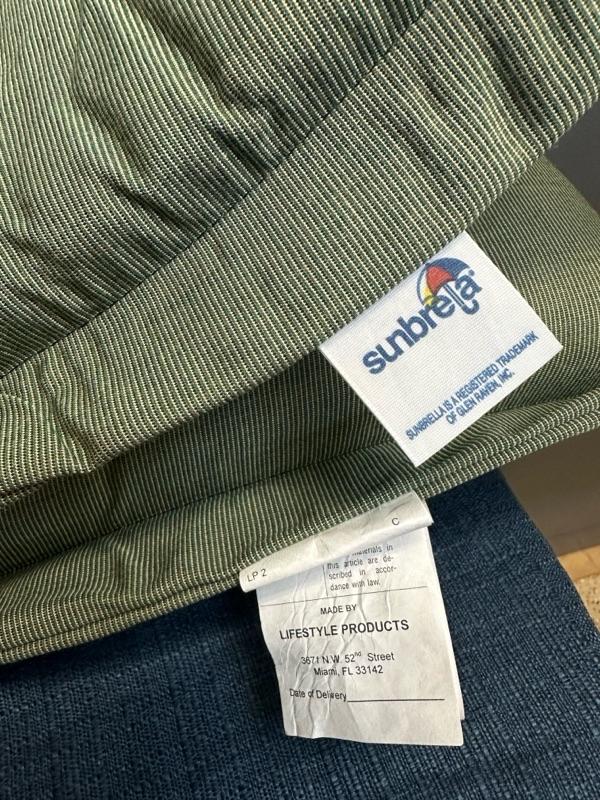 sunbrella®
SUNBRELLA IS A REGISTERED TRADEMARK
OF GLEN RAVEN, INC.
C
LP 2
materials in
this article are de-
scribed in accor-
dance with law.
MADE BY
LIFESTYLE PRODUCTS
3671 N.W. 52nd Street
Miami, FL 33142
Date of Delivery